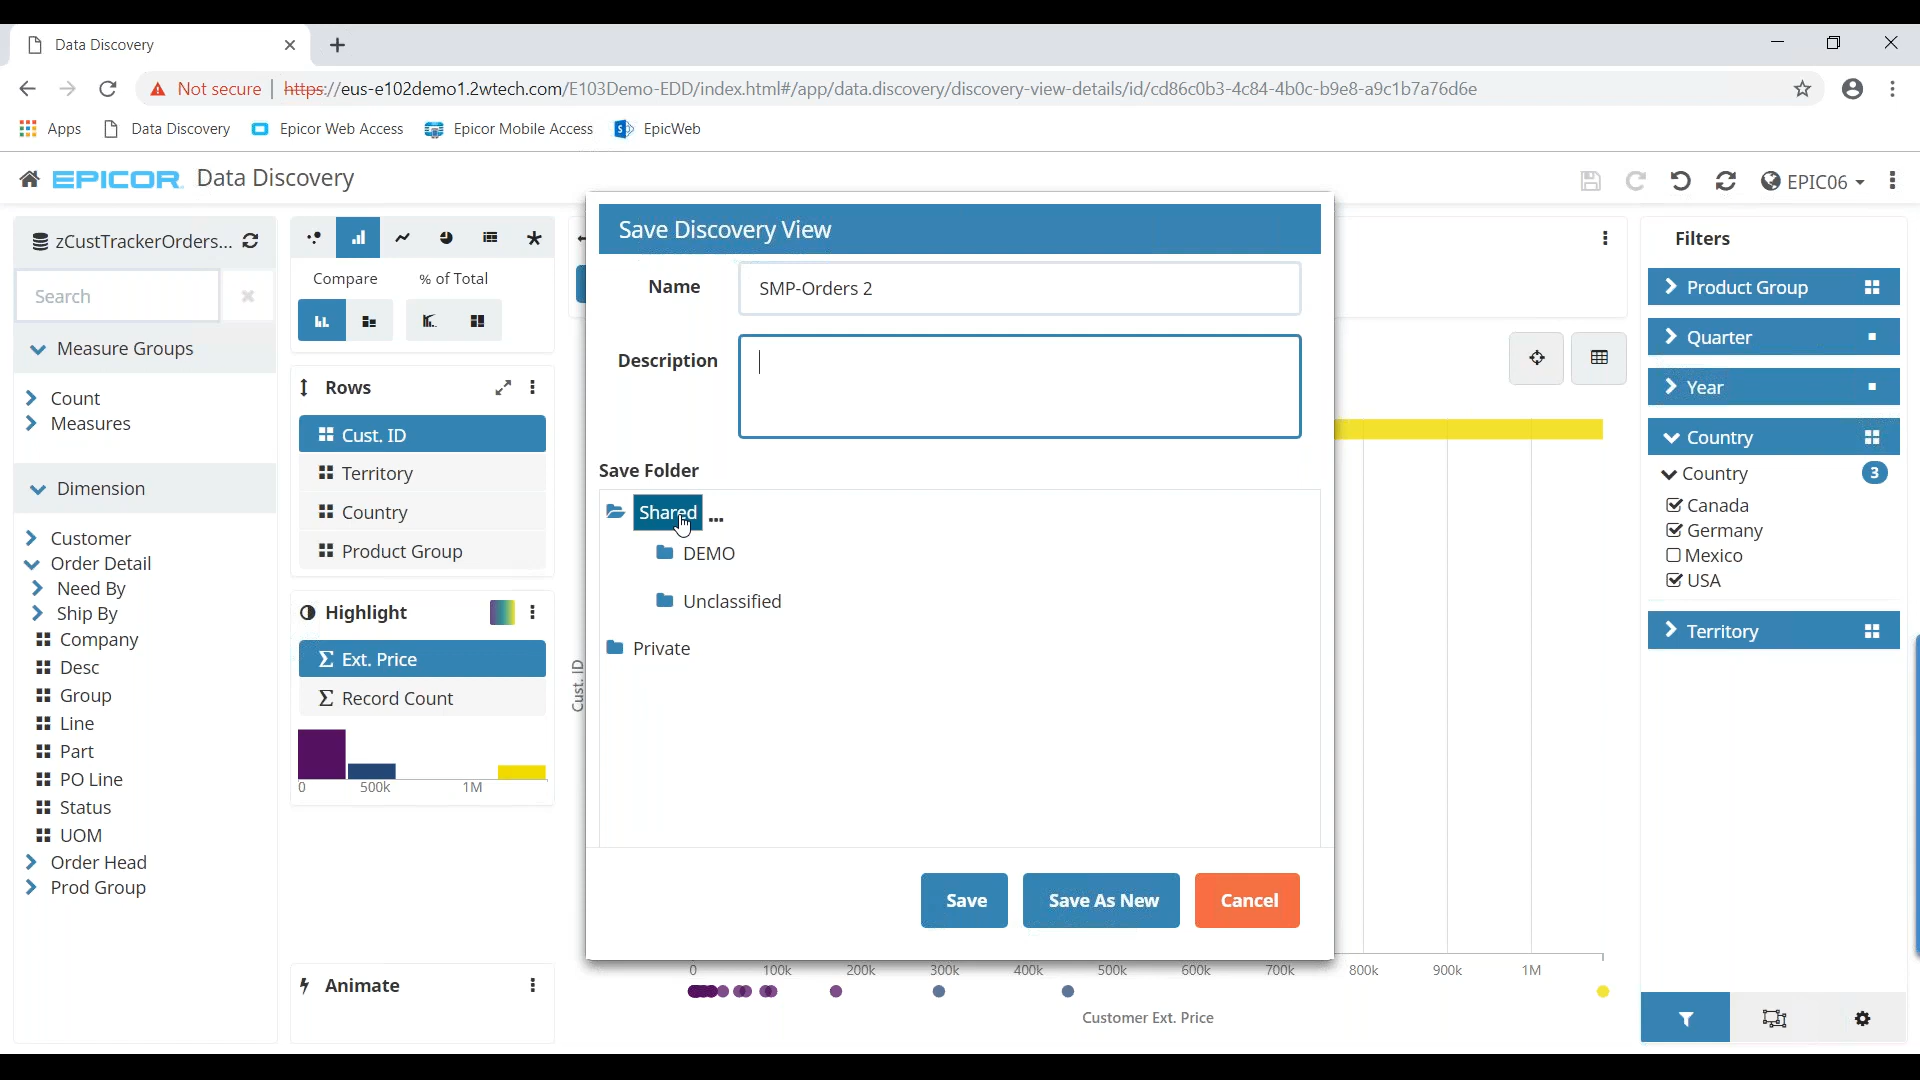 Data Discovery
Not secure | https://eus-e102demo1.2wtech.com/E103Demo-EDD/index.html#/app/data.discovery/discovery-view-details/id/cd86c0b3-4c84-4b0c-b9e8-a9c1b7a76d6e
Apps Data Discovery Epicor Web Access Epicor Mobile Access EpicWeb
EPICOR Data Discovery EPIC06
zCustTrackerOrders...
Search
Measure Groups
Count
Measures
Dimension
Customer
Order Detail
Need By
Ship By
Company
Desc
Group
Line
Part
PO Line
Status
UOM
Order Head
Prod Group
Compare % of Total
Rows
Cust. ID
Territory
Country
Product Group
Highlight
Ext. Price
Record Count
0 500k 1M
Animate
Save Discovery View
Name SMP-Orders 2
Description
Save Folder
Shared ...
DEMO
Unclassified
Private
Save Save As New Cancel
Cust. ID
0 100k 200k 300k 400k 500k 600k 700k 800k 900k 1M
Customer Ext. Price
Filters
Product Group
Quarter
Year
Country
Country 3
Canada
Germany
Mexico
USA
Territory